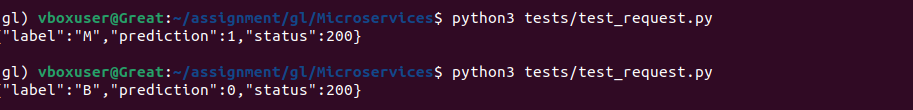 gl) vboxuser@Great:~/assignment/gl/Microservices$ python3 tests/test_request.py
"label":"M","prediction":1,"status":200}
gl) vboxuser@Great:~/assignment/gl/Microservices$ python3 tests/test_request.py
"label":"B","prediction":0,"status":200}